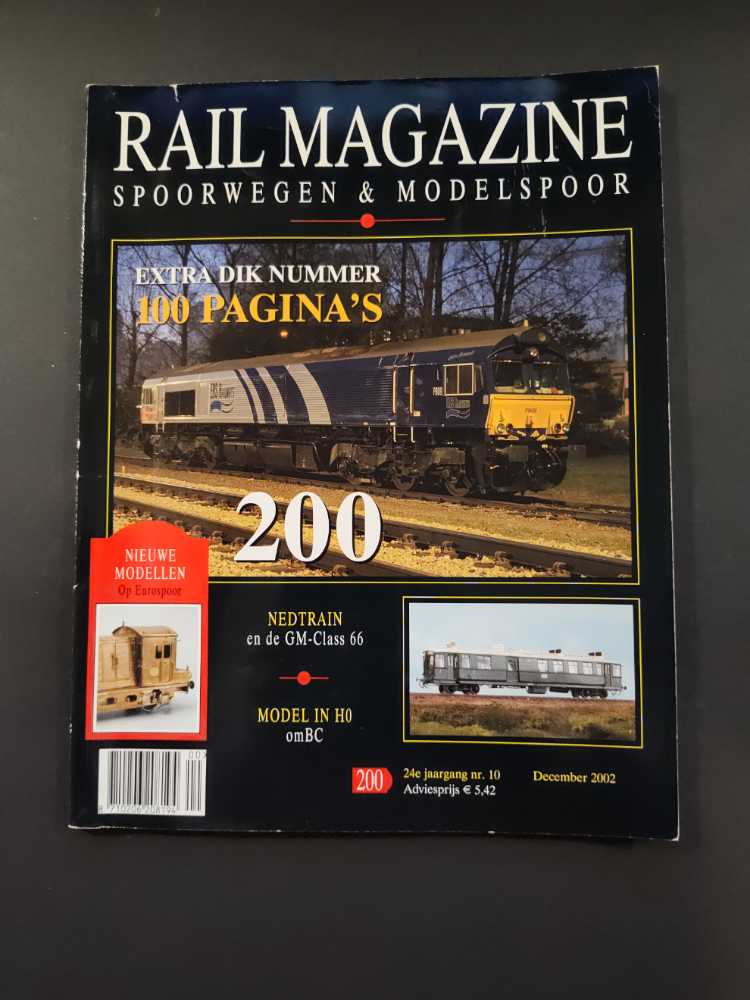 RAIL MAGAZINE
SPOORWEGEN & MODELSPOOR
EXTRA DIK NUMMER
100 PAGINA'S
200
NIEUWE
MODELLEN
Op Eurospoor
NEDTRAIN
en de GM-Class 66
MODEL IN H0
omBC
200
24e jaargang nr. 10
Adviesprijs € 5,42
December 2002